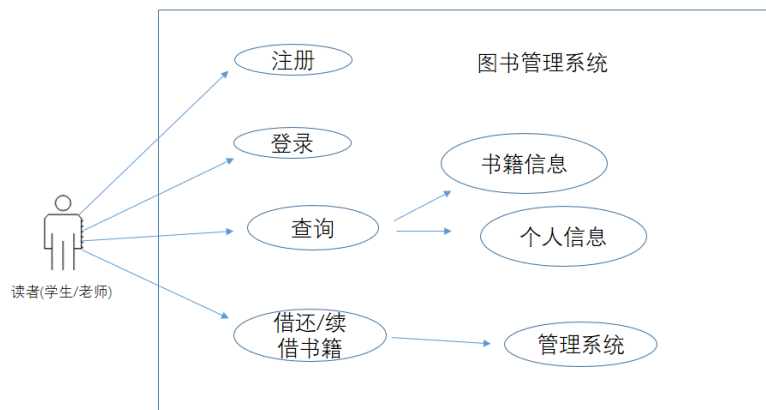 注册
图书管理系统
登录
书籍信息
查询
个人信息
读者(学生/老师)
借还/续
借书籍
管理系统